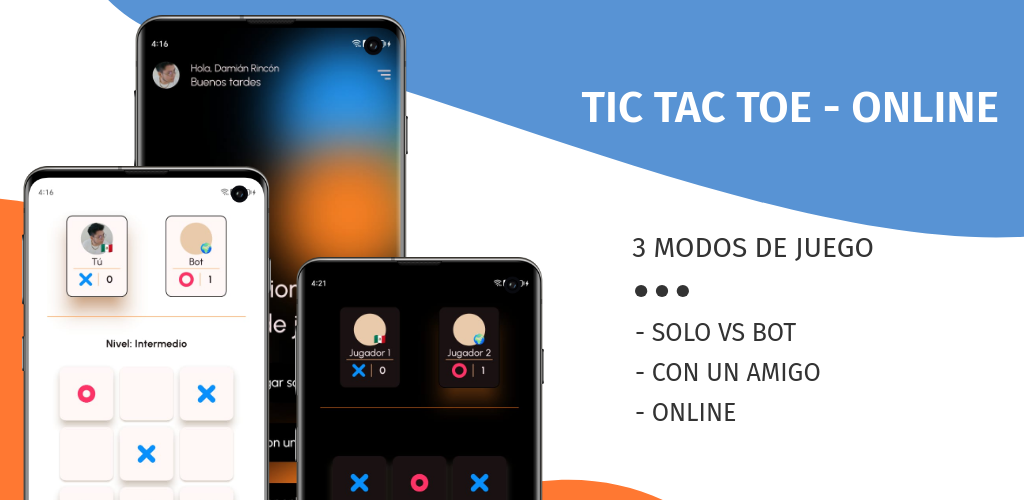 4:16
Hola, Damián Rincón
Buenos tardes
TIC TAC TOE - ONLINE
4:16
Tú
0
Bot
1
Nivel: Intermedio
4:21
Jugador 1
0
Jugador 2
1
3 MODOS DE JUEGO
- SOLO VS BOT
- CON UN AMIGO
- ONLINE